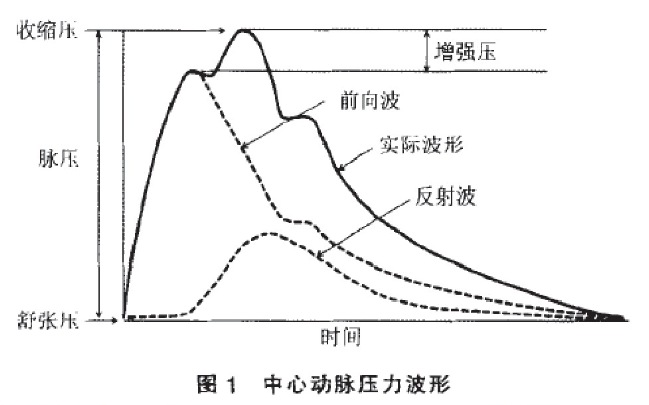 收缩压
增强压
前向波
实际波形
脉压
反射波
舒张压
时间
图1 中心动脉压力波形